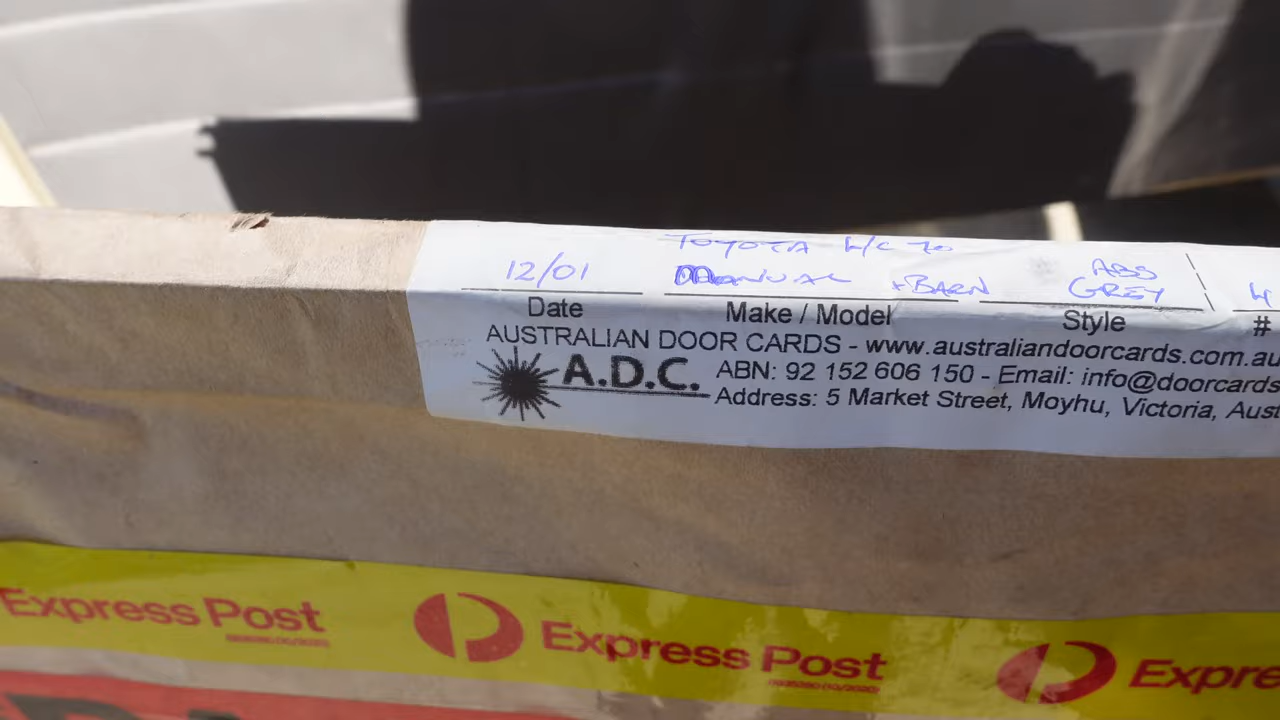 TOYOTA L/C 70
12/01 MANUAL +BARN ABS GREY 4
Date Make / Model Style #
AUSTRALIAN DOOR CARDS - www.australiandoorcards.com.au
A.D.C. ABN: 92 152 606 150 - Email: info@doorcards
Address: 5 Market Street, Moyhu, Victoria, Aust
Express Post Express Post Expre